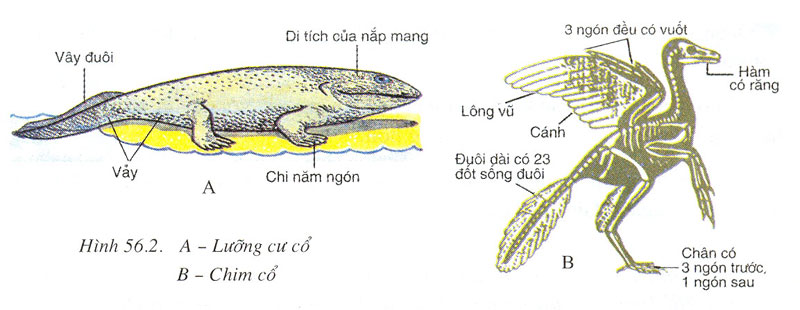 Vây đuôi
Di tích của nắp mang
Vảy
Chi năm ngón
A
3 ngón đều có vuốt
Hàm
có răng
Lông vũ
Cánh
Đuôi dài có 23
đốt sống đuôi
B
Chân có
3 ngón trước,
1 ngón sau
Hình 56.2. A – Lưỡng cư cổ
B – Chim cổ